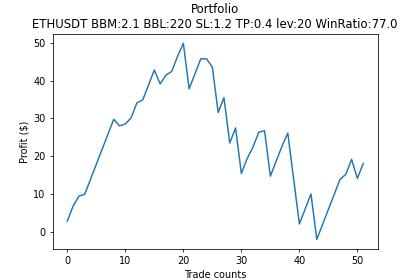 Portfolio
ETHUSDT BBM:2.1 BBL:220 SL:1.2 TP:0.4 lev:20 WinRatio:77.0
50
40
30
20
10
0
Profit ($)
0 10 20 30 40 50
Trade counts